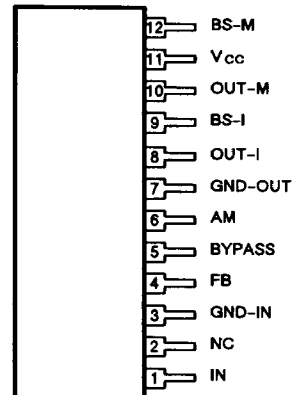 12 BS-M
11 Vcc
10 OUT-M
9 BS-I
8 OUT-I
7 GND-OUT
6 AM
5 BYPASS
4 FB
3 GND-IN
2 NC
1 IN